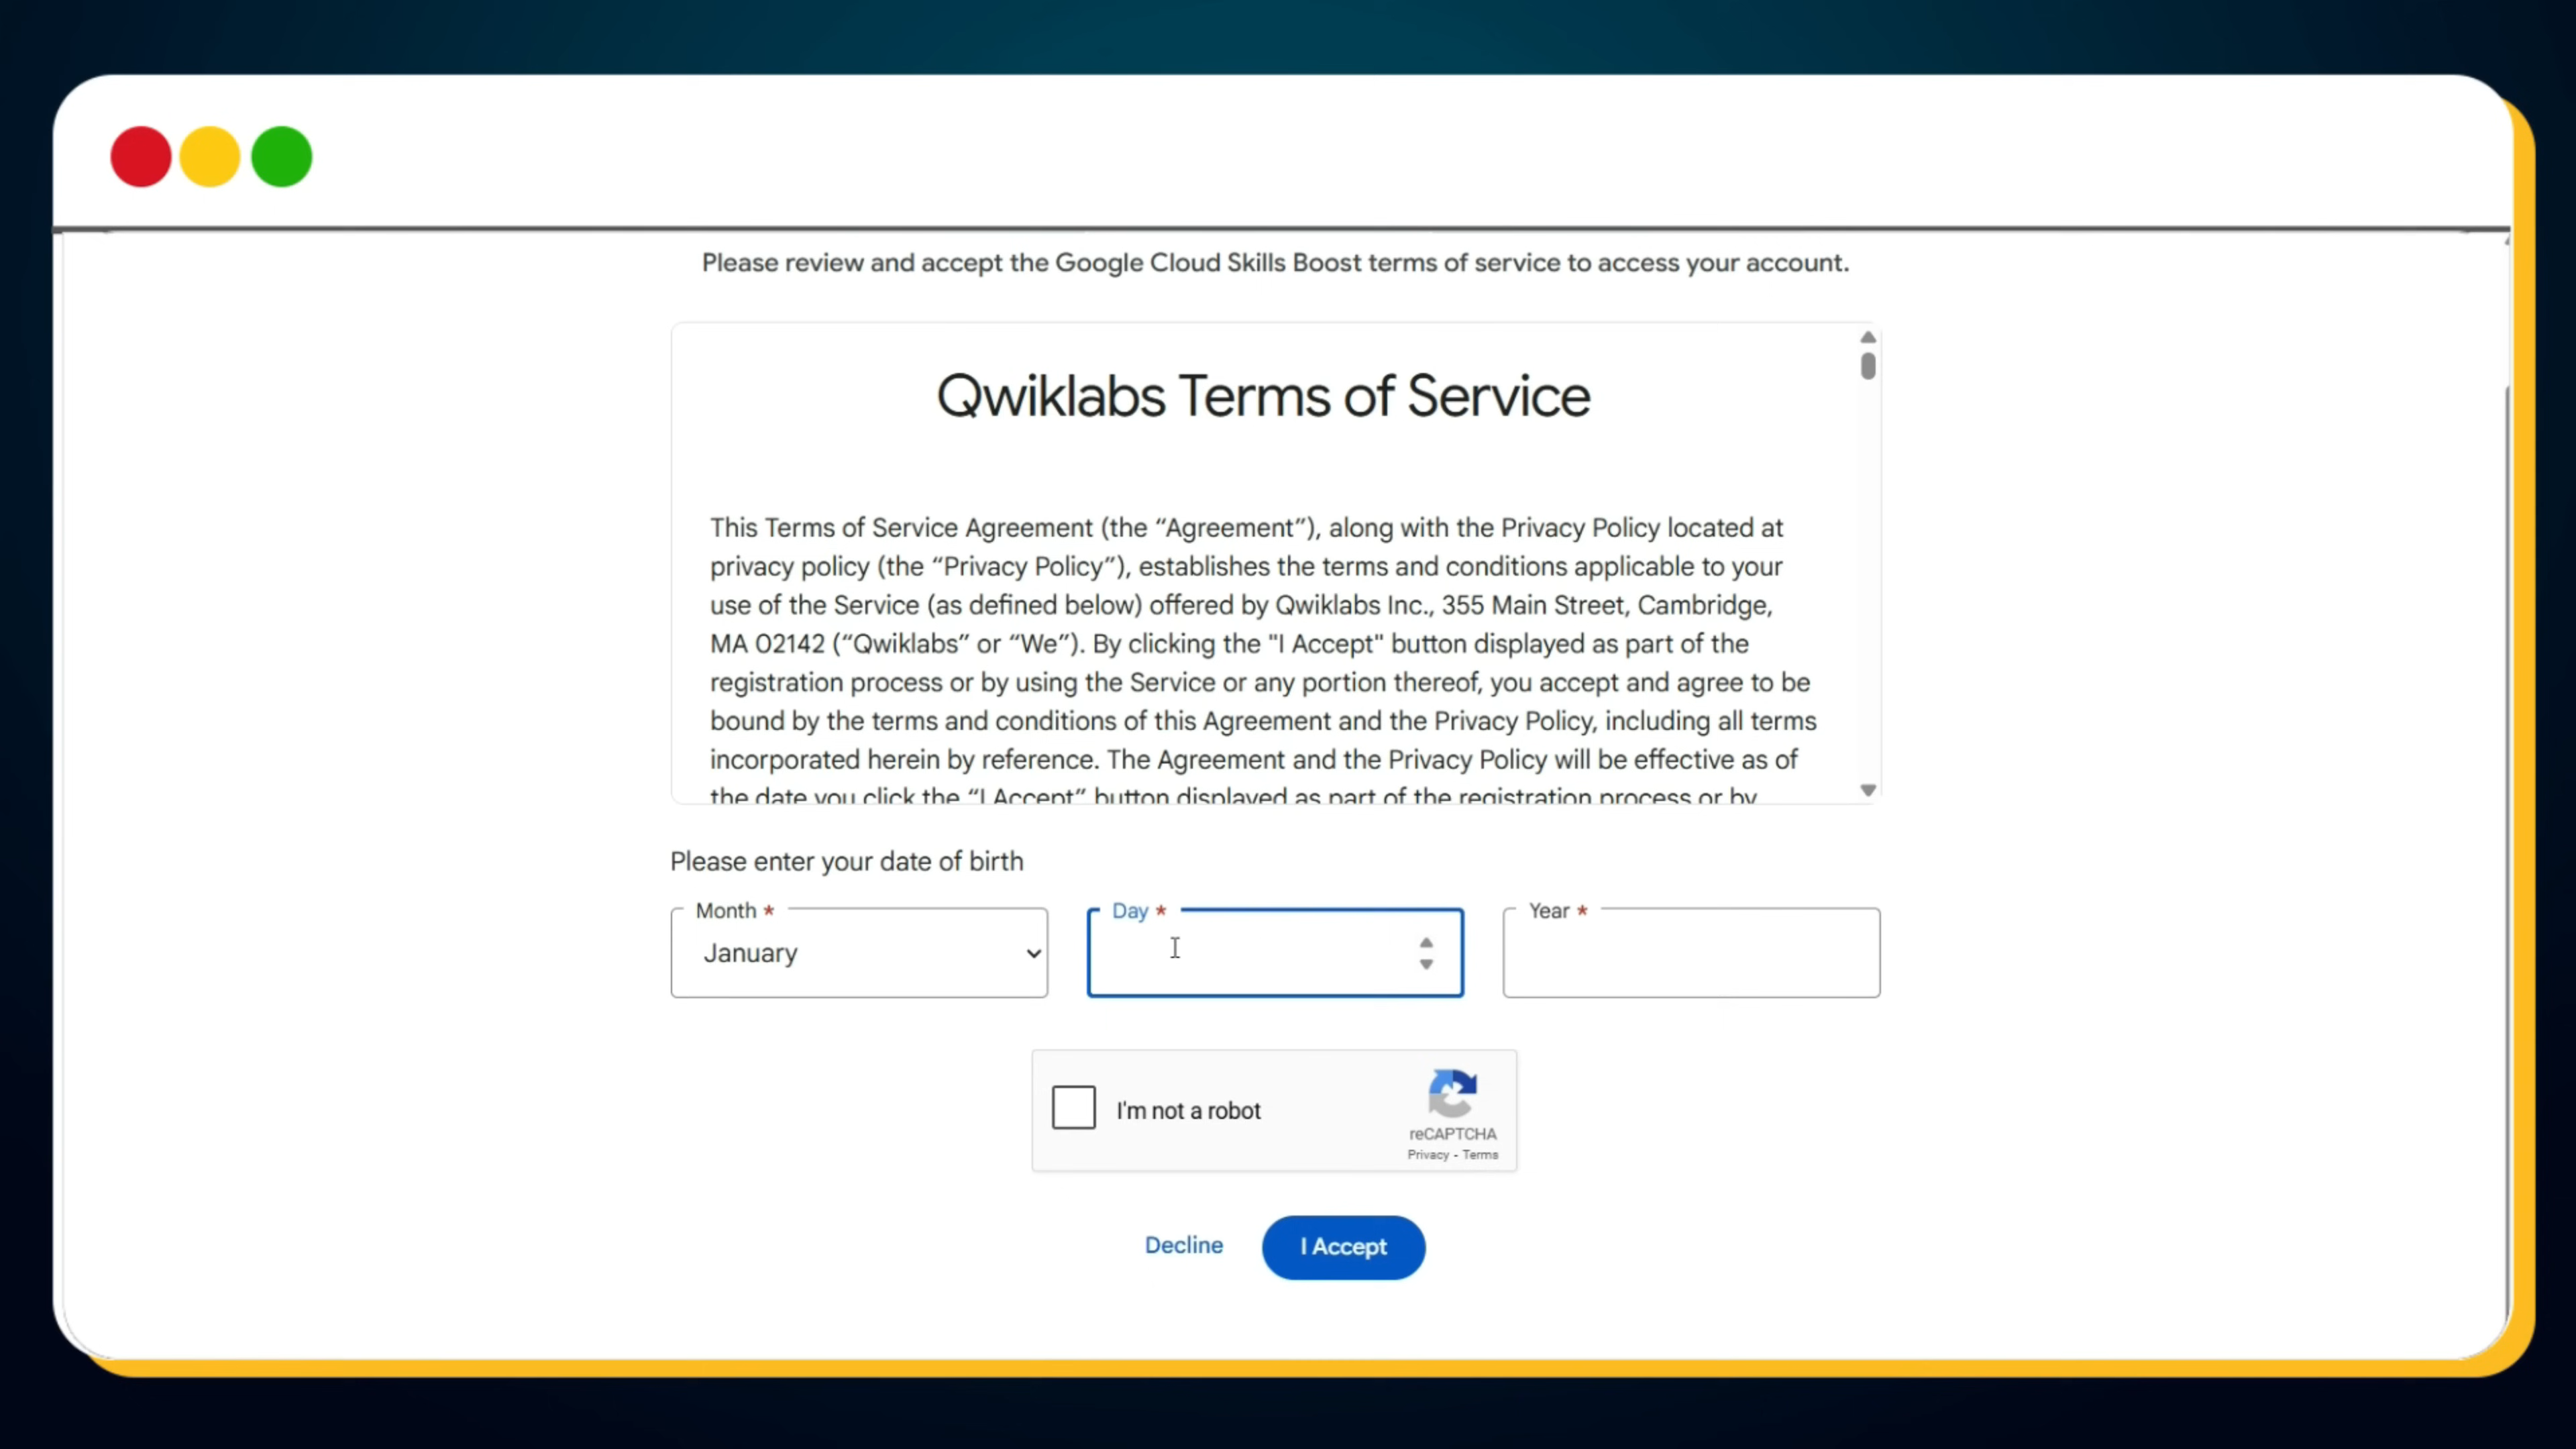 Please review and accept the Google Cloud Skills Boost terms of service to access your account.
Qwiklabs Terms of Service
This Terms of Service Agreement (the “Agreement”), along with the Privacy Policy located at
privacy policy (the “Privacy Policy”), establishes the terms and conditions applicable to your
use of the Service (as defined below) offered by Qwiklabs Inc., 355 Main Street, Cambridge,
MA 02142 (“Qwiklabs” or “We”). By clicking the "I Accept" button displayed as part of the
registration process or by using the Service or any portion thereof, you accept and agree to be
bound by the terms and conditions of this Agreement and the Privacy Policy, including all terms
incorporated herein by reference. The Agreement and the Privacy Policy will be effective as of
the date you click the “I Accept” button displayed as part of the registration process or by
Please enter your date of birth
Month *
January
Day *
Year *
I'm not a robot
reCAPTCHA
Privacy - Terms
Decline
I Accept